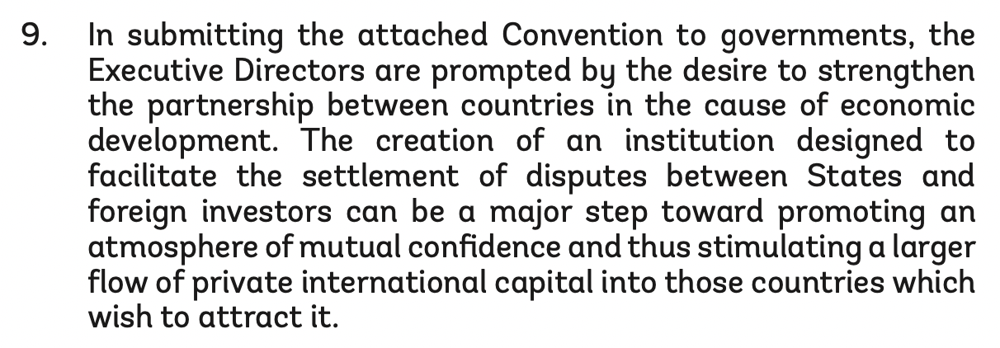 9. In submitting the attached Convention to governments, the
Executive Directors are prompted by the desire to strengthen
the partnership between countries in the cause of economic
development. The creation of an institution designed to
facilitate the settlement of disputes between States and
foreign investors can be a major step toward promoting an
atmosphere of mutual confidence and thus stimulating a larger
flow of private international capital into those countries which
wish to attract it.